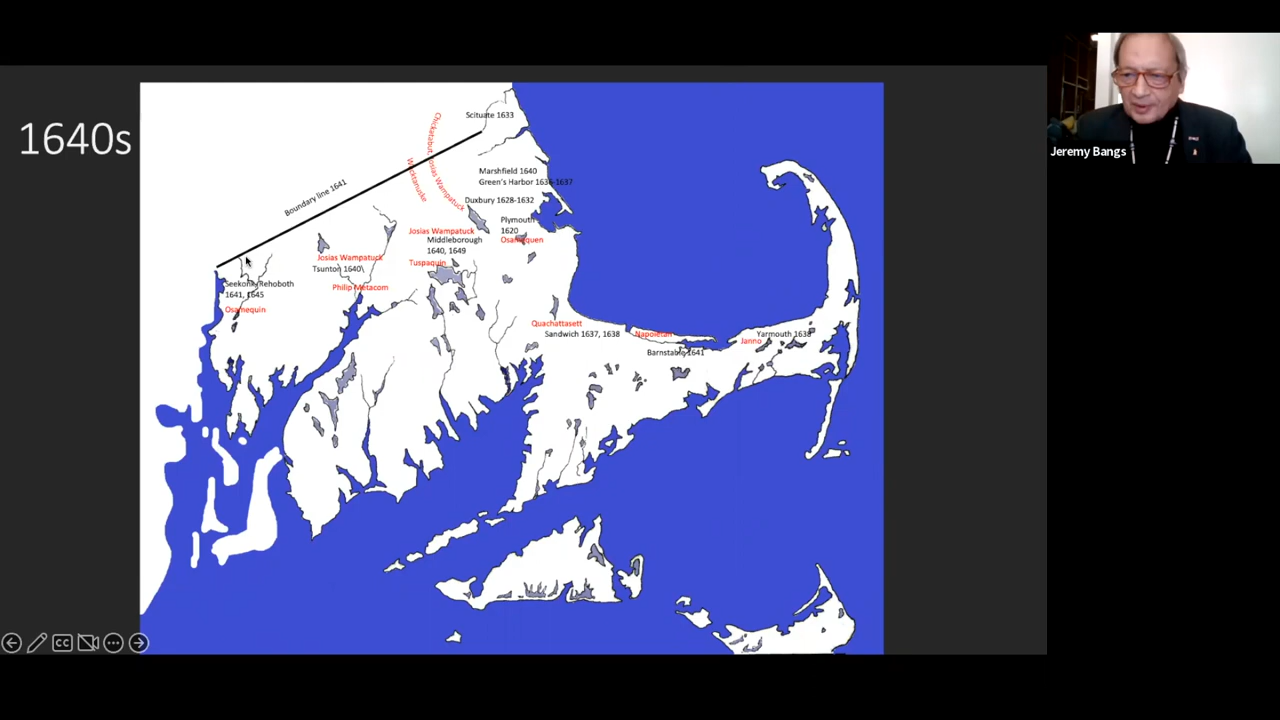 1640s
Jeremy Bangs
Scituate 1633
Chickatabut
Josias Wampatuck
Wacktanuske
Boundary line 1641
Marshfield 1640
Green's Harbor 1636-1637
Duxbury 1628-1632
Plymouth
1620
Osamequen
Josias Wampatuck
Middleborough
1640, 1649
Tuspaquin
Josias Wampatuck
Tsunton 1640\
Philip Metacom
Seekonk, Rehoboth
1641, 1645
Osamequin
Quachattasett
Sandwich 1637, 1638
Barnstable 1641
Yarmouth 1638
Janno
CC